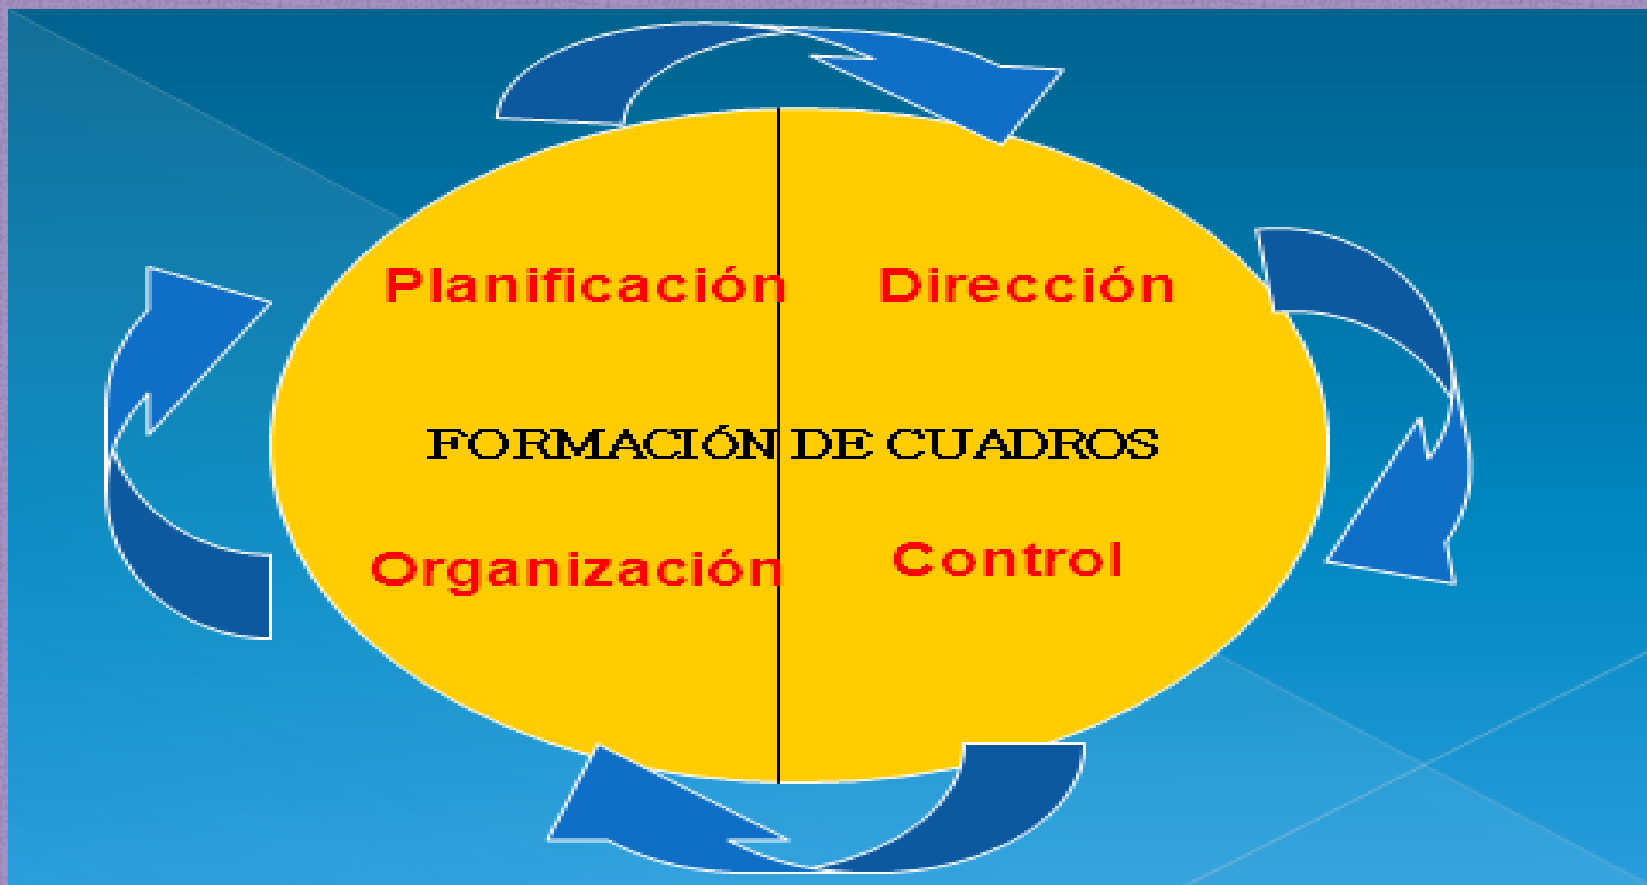 Planificación Dirección
FORMACIóN DE CUADROS
Organización Control